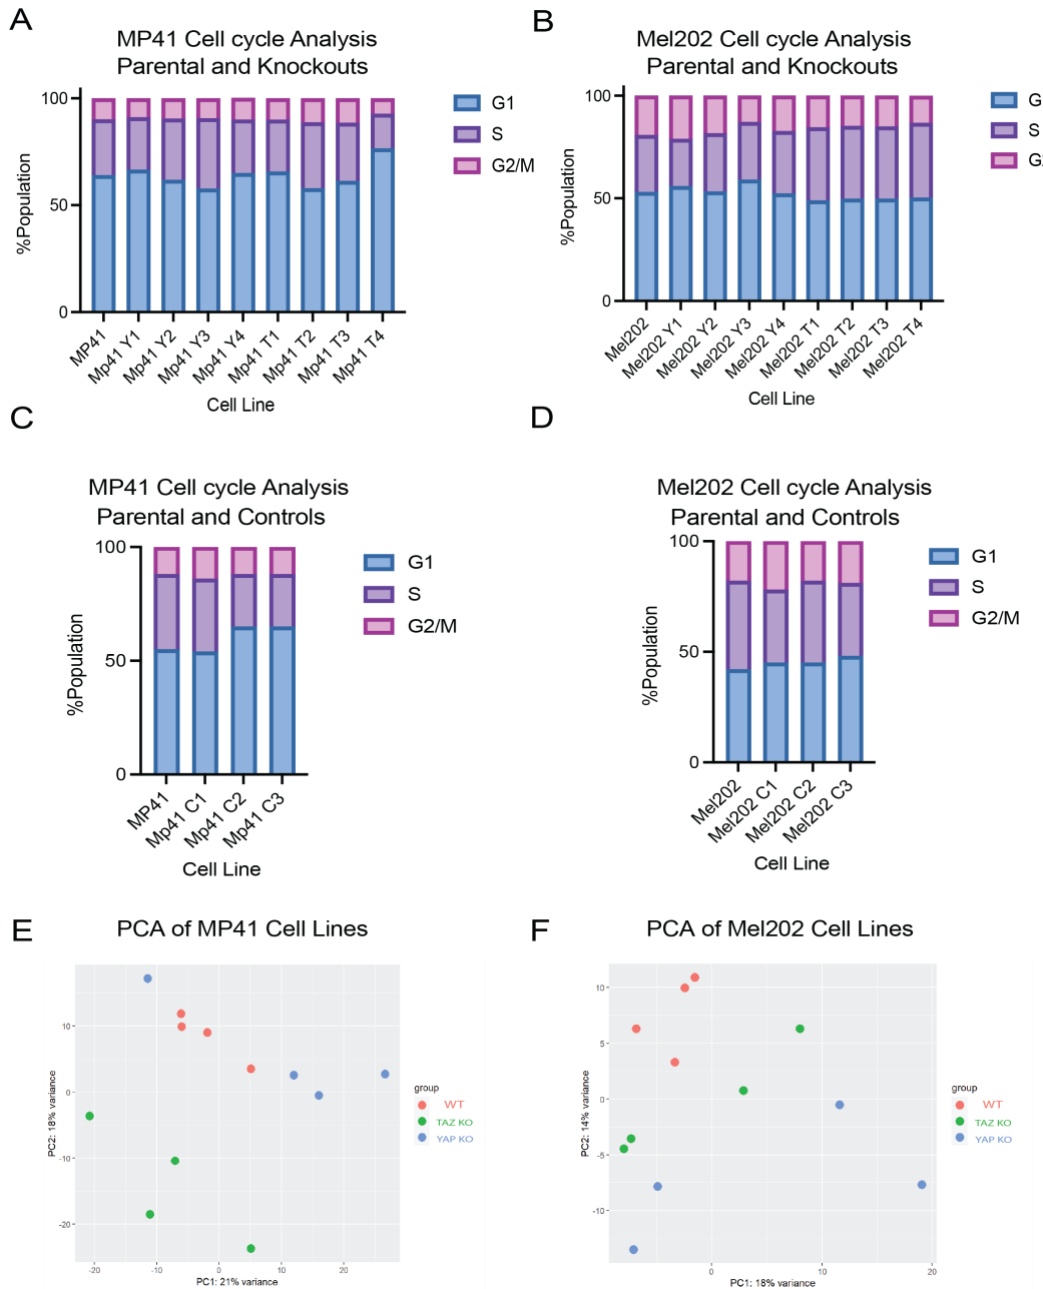 A
MP41 Cell cycle Analysis
Parental and Knockouts
100
50
0
%Population
G1
S
G2/M
MP41
Mp41 Y1
Mp41 Y2
Mp41 Y3
Mp41 Y4
Mp41 T1
Mp41 T2
Mp41 T3
Mp41 T4
Cell Line
B
Mel202 Cell cycle Analysis
Parental and Knockouts
100
50
0
%Population
G
S
G
Mel202
Mel202 Y1
Mel202 Y2
Mel202 Y3
Mel202 Y4
Mel202 T1
Mel202 T2
Mel202 T3
Mel202 T4
Cell Line
C
MP41 Cell cycle Analysis
Parental and Controls
100
50
0
%Population
G1
S
G2/M
MP41
Mp41 C1
Mp41 C2
Mp41 C3
Cell Line
D
Mel202 Cell cycle Analysis
Parental and Controls
100
50
0
%Population
G1
S
G2/M
Mel202
Mel202 C1
Mel202 C2
Mel202 C3
Cell Line
E
PCA of MP41 Cell Lines
10
0
-10
-20
PC2: 18% variance
-20
-10
0
10
20
PC1: 21% variance
group
WT
TAZ KO
YAP KO
F
PCA of Mel202 Cell Lines
10
5
0
-5
-10
PC2: 14% variance
0
10
20
PC1: 18% variance
group
WT
TAZ KO
YAP KO